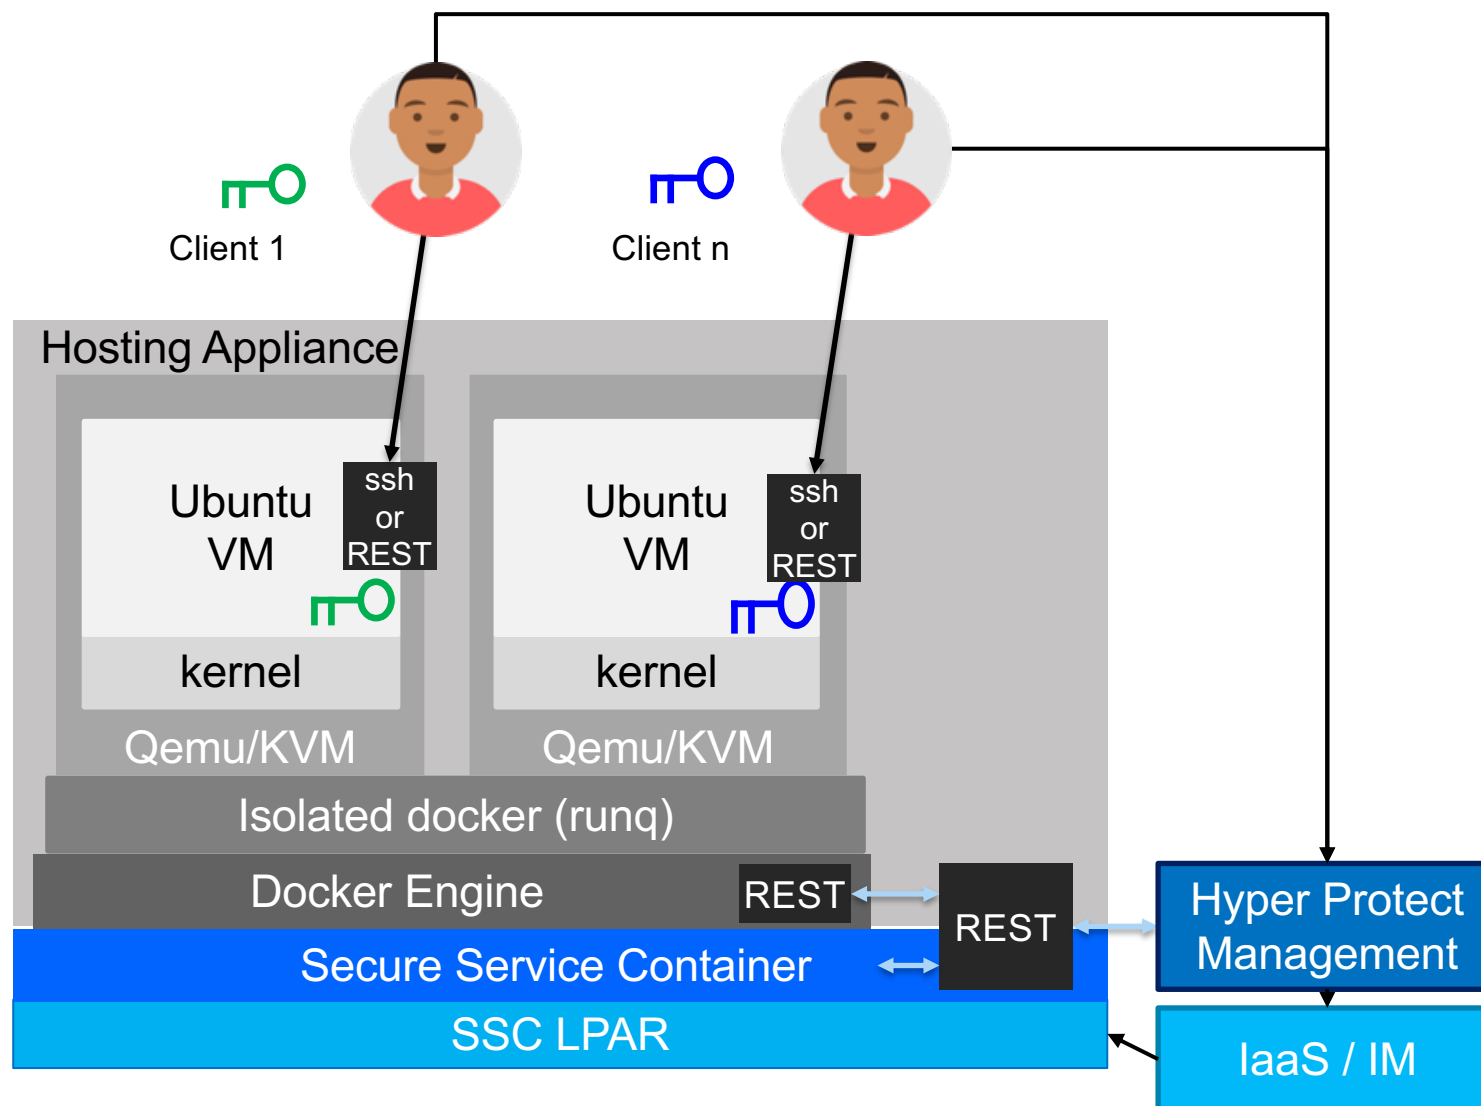 Client 1
Client n
Hosting Appliance
Ubuntu
VM
ssh
or
REST
kernel
Qemu/KVM
Ubuntu
VM
ssh
or
REST
kernel
Qemu/KVM
Isolated docker (runq)
Docker Engine
REST
REST
Secure Service Container
SSC LPAR
Hyper Protect
Management
IaaS / IM